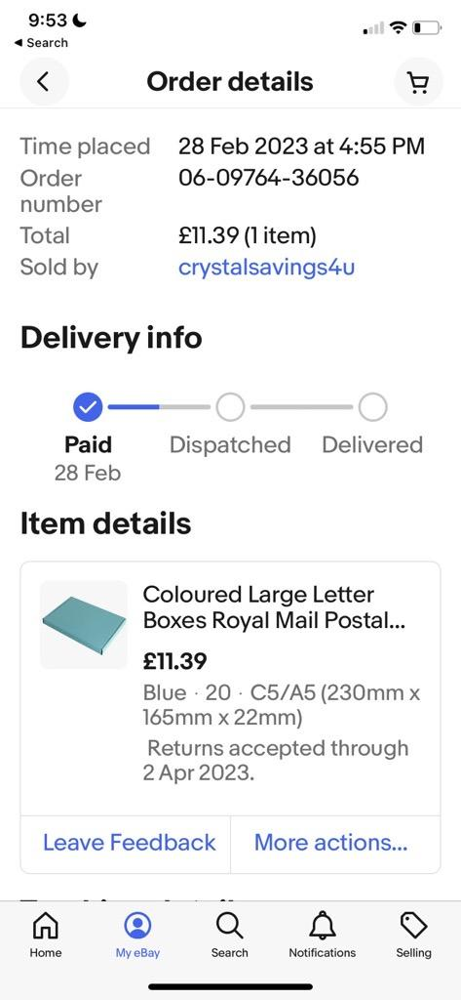 9:53
Search
Order details
Time placed 28 Feb 2023 at 4:55 PM
Order 06-09764-36056
number
Total £11.39 (1 item)
Sold by crystalsavings4u
Delivery info
Paid Dispatched Delivered
28 Feb
Item details
Coloured Large Letter
Boxes Royal Mail Postal...
£11.39
Blue · 20 · C5/A5 (230mm x
165mm x 22mm)
Returns accepted through
2 Apr 2023.
Leave Feedback More actions...
Home My eBay Search Notifications Selling